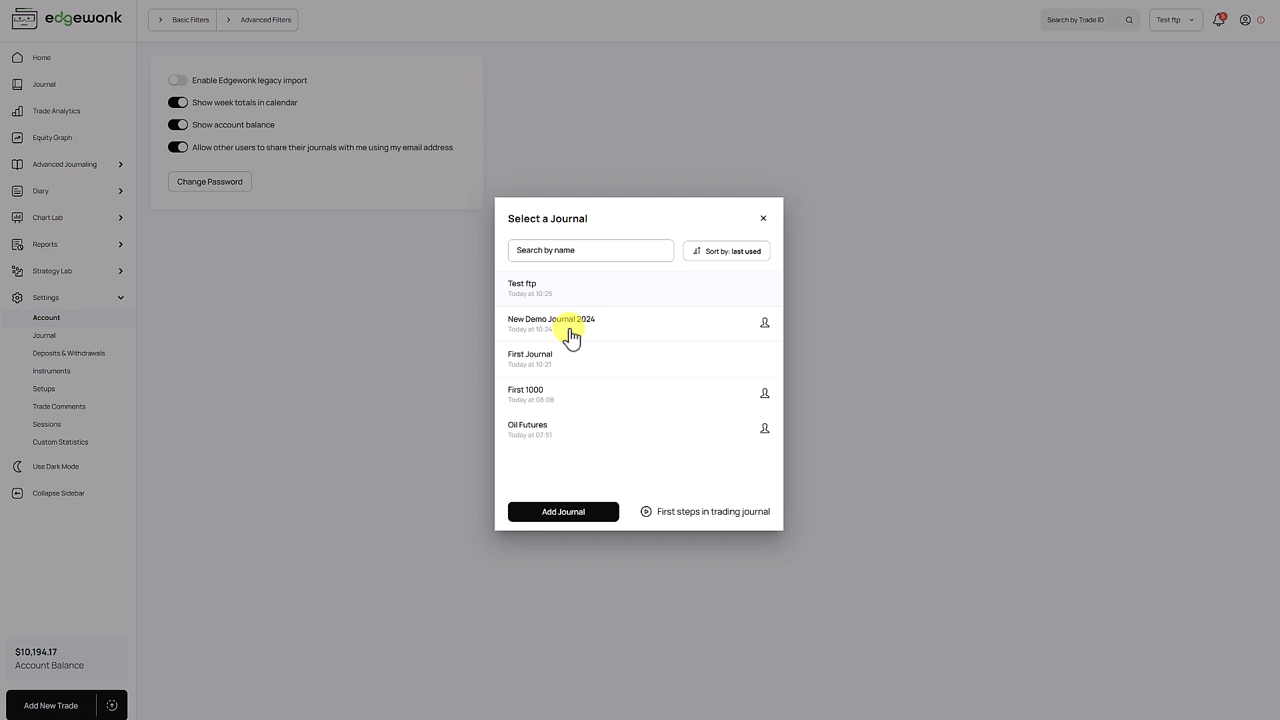 edgewonk
Basic Filters
Advanced Filters
Search by Trade ID
Test ftp
Home
Journal
Trade Analytics
Equity Graph
Advanced Journaling
Diary
Chart Lab
Reports
Strategy Lab
Settings
Account
Journal
Deposits & Withdrawals
Instruments
Setups
Trade Comments
Sessions
Custom Statistics
Use Dark Mode
Collapse Sidebar
$10,194.17
Account Balance
Add New Trade
Enable Edgewonk legacy import
Show week totals in calendar
Show account balance
Allow other users to share their journals with me using my email address
Change Password
Select a Journal
Search by name
Sort by: last used
Test ftp
Today at 10:25
New Demo Journal 2024
Today at 10:24
First Journal
Today at 10:21
First 1000
Today at 08:08
Oil Futures
Today at 07:51
Add Journal
First steps in trading journal